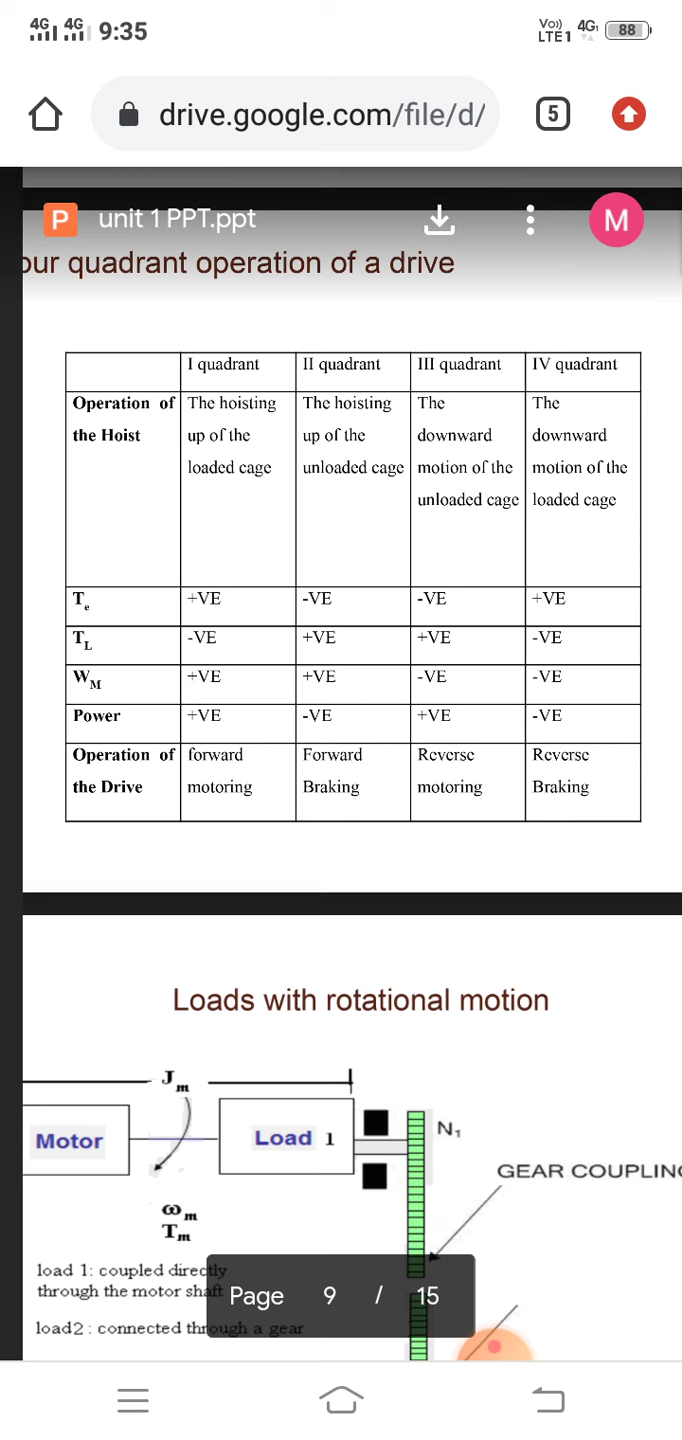 4G 4G 9:35 Vo)) LTE1 4G 88
drive.google.com/file/d/ 5
P unit 1 PPT.ppt M
our quadrant operation of a drive
I quadrant II quadrant III quadrant IV quadrant
Operation of The hoisting The hoisting The The
the Hoist up of the up of the downward downward
loaded cage unloaded cage motion of the motion of the
unloaded cage loaded cage
Te +VE -VE -VE +VE
TL -VE +VE +VE -VE
WM +VE +VE -VE -VE
Power +VE -VE +VE -VE
Operation of forward Forward Reverse Reverse
the Drive motoring Braking motoring Braking
Loads with rotational motion
Jm
Motor Load 1 N1
GEAR COUPLING
ωm
Tm
load 1: coupled directly
through the motor shaft
Page 9 / 15
load2 : connected through a gear